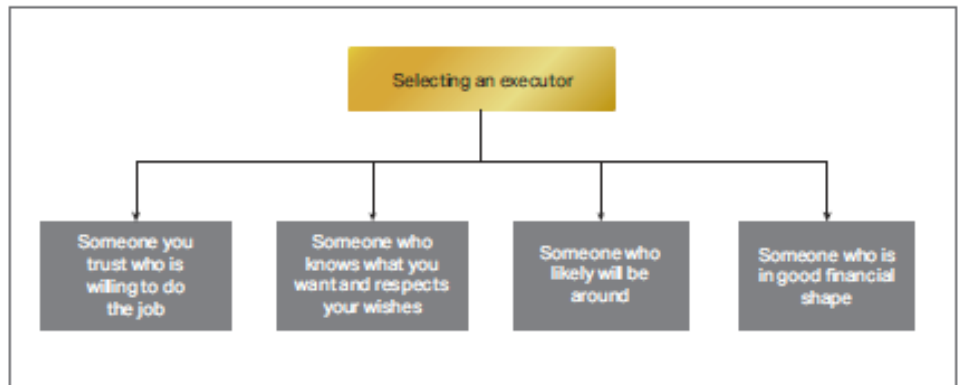 Selecting an executor
Someone you
trust who is
willing to do
the job
Someone who
knows what you
want and respects
your wishes
Someone who
likely will be
around
Someone who is
in good financial
shape